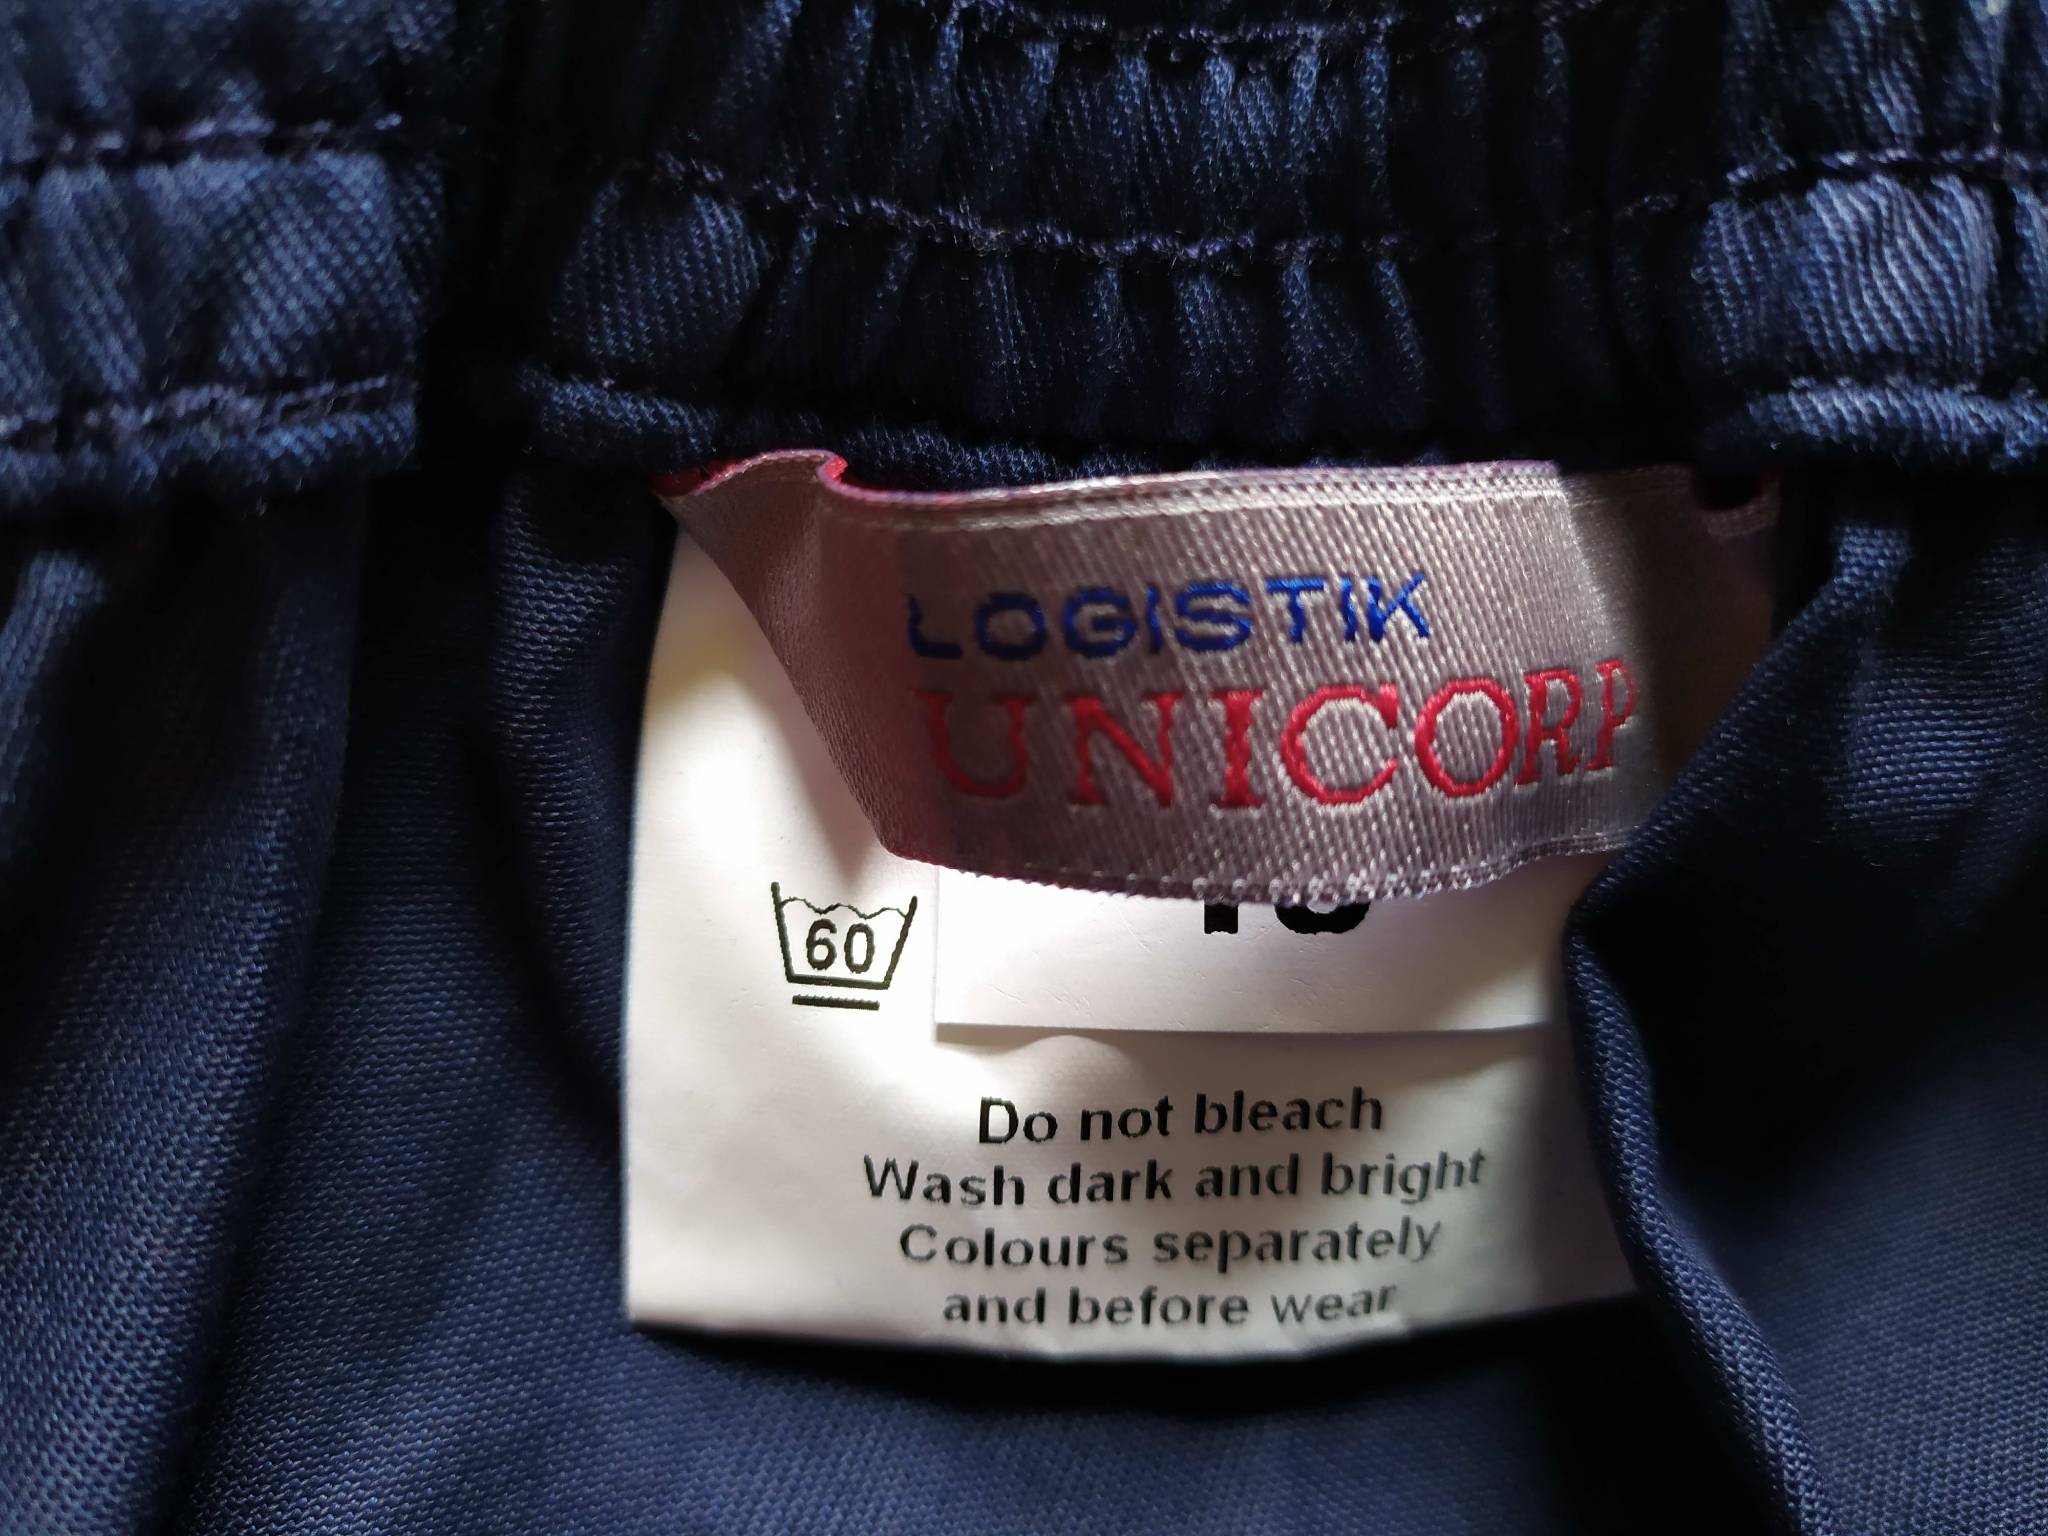 LOGISTIK
UNICORP
60
Do not bleach
Wash dark and bright
Colours separately
and before wear